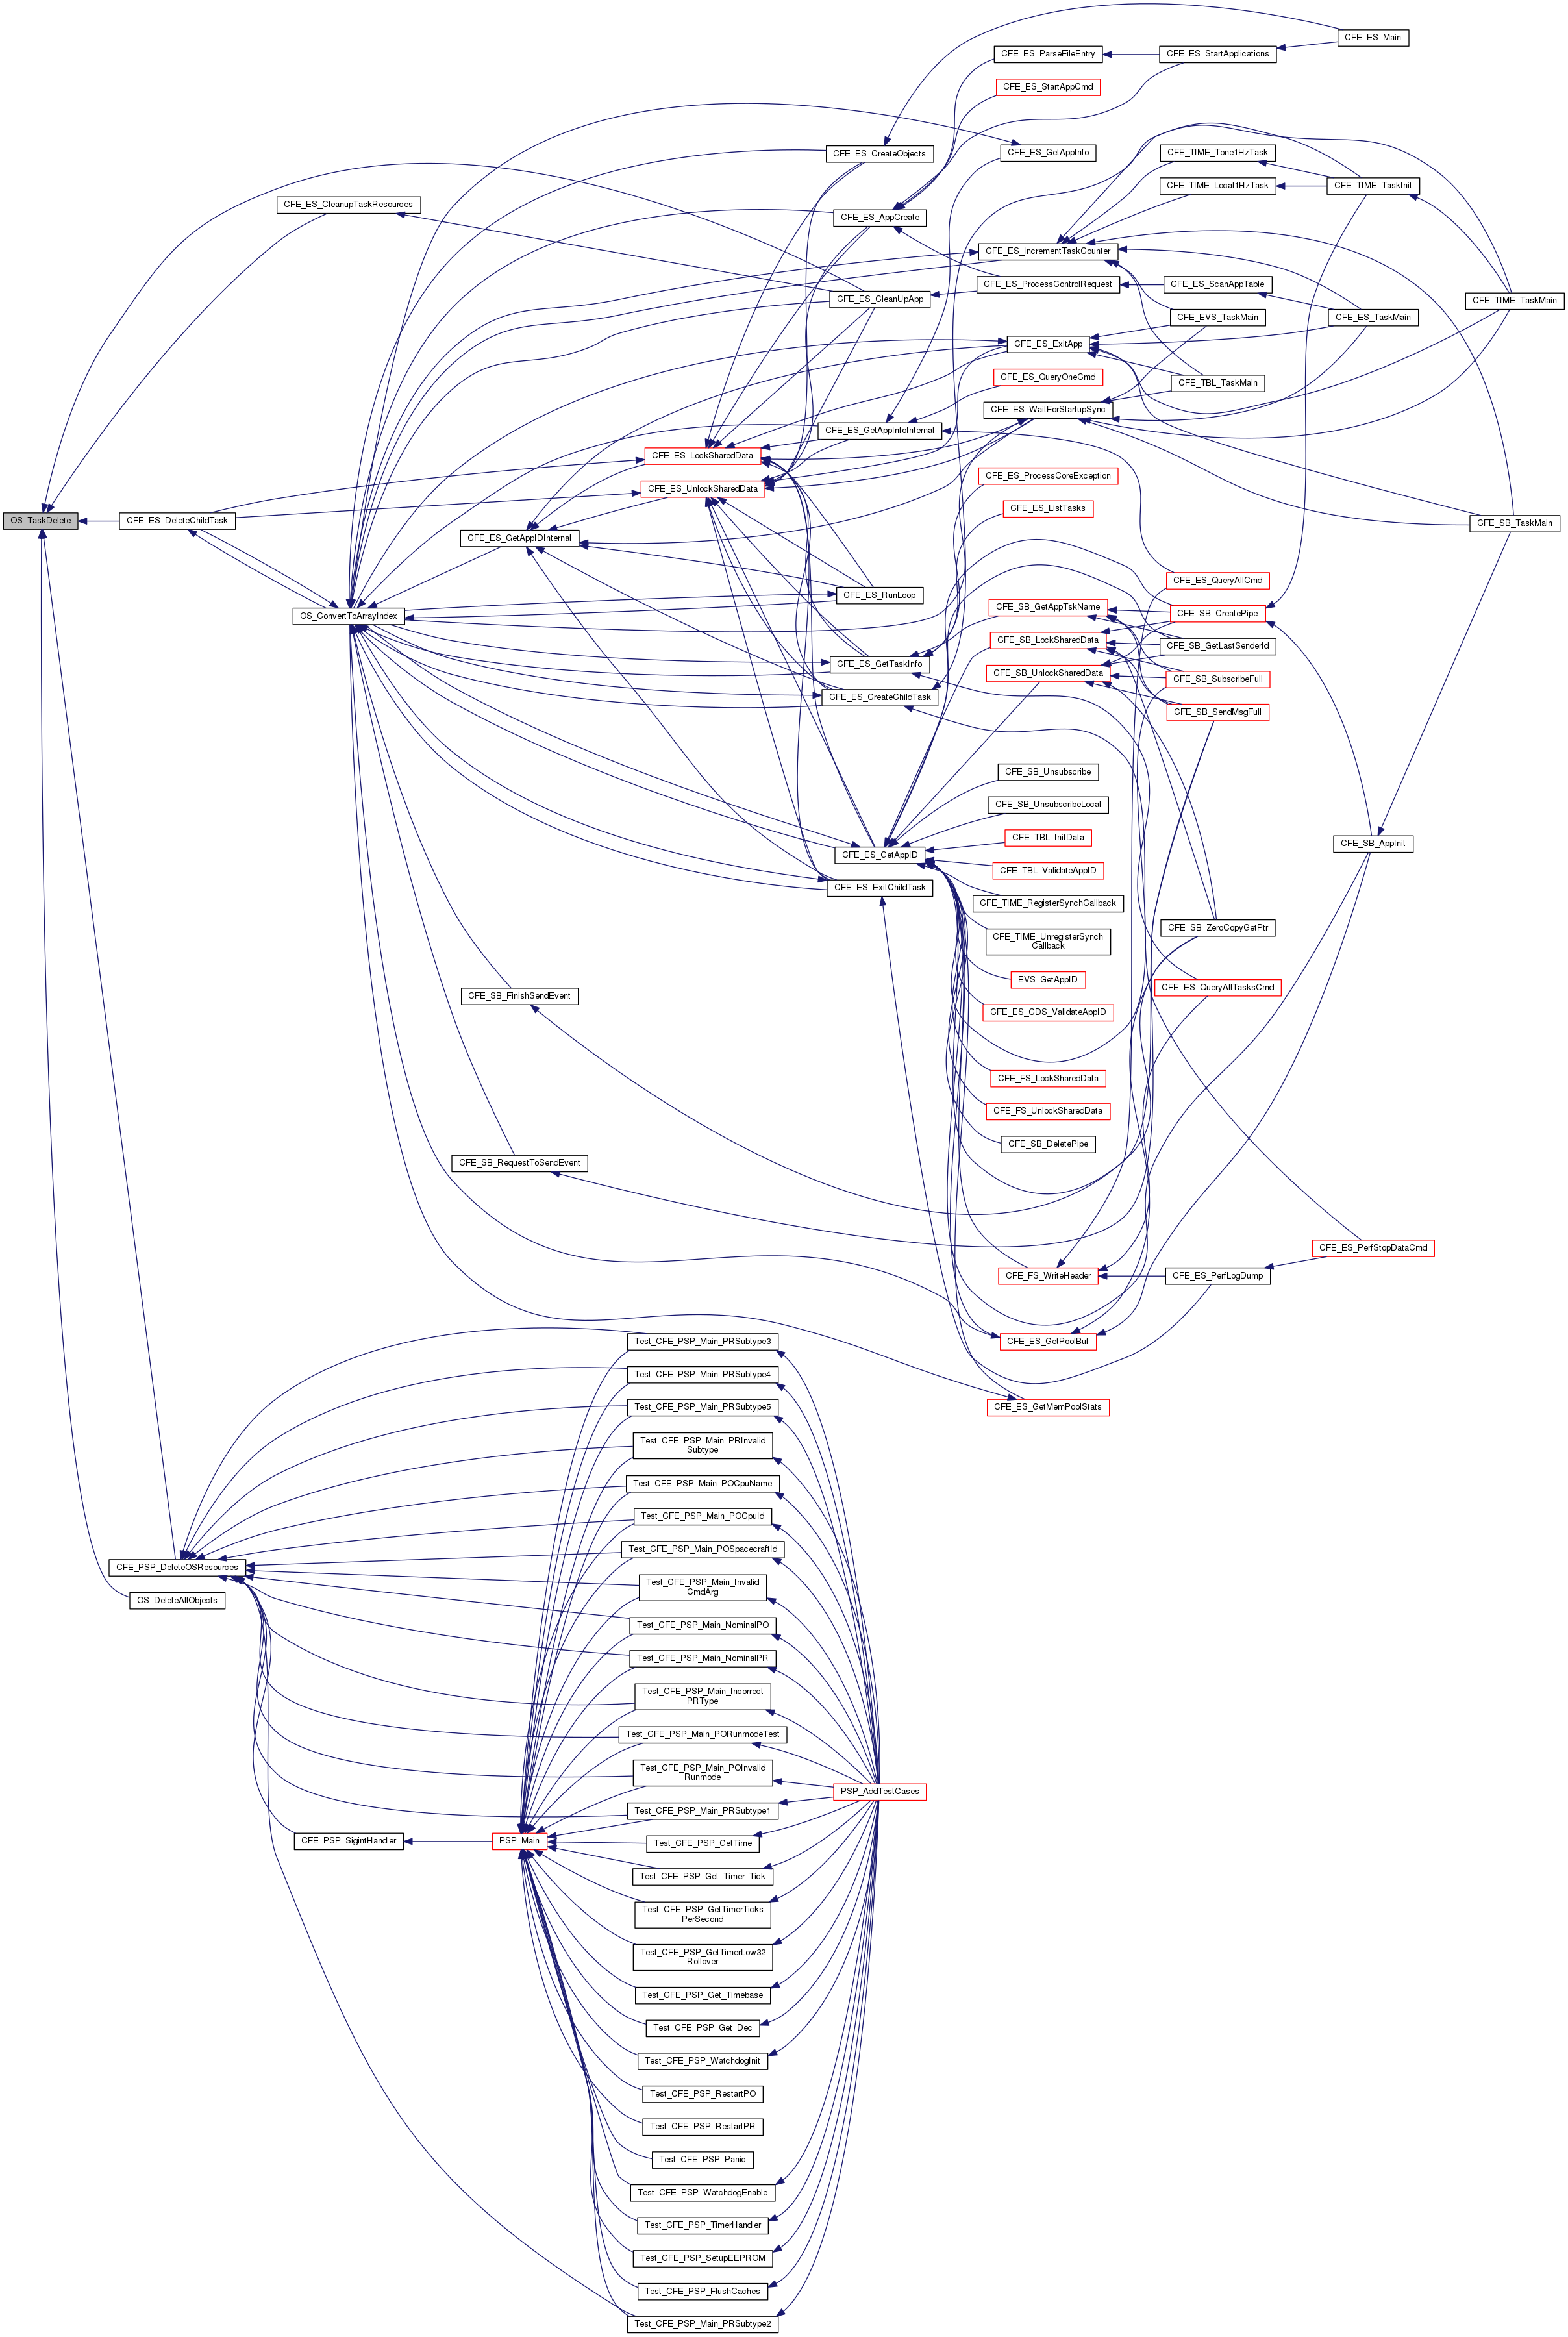 CFE_ES_Main
CFE_ES_ParseFileEntry
CFE_ES_StartApplications
CFE_ES_StartAppCmd
CFE_ES_CreateObjects
CFE_ES_GetAppInfo
CFE_TIME_Tone1HzTask
CFE_TIME_Local1HzTask
CFE_TIME_TaskInit
CFE_ES_CleanupTaskResources
CFE_ES_AppCreate
CFE_ES_IncrementTaskCounter
CFE_ES_ProcessControlRequest
CFE_ES_ScanAppTable
CFE_ES_CleanUpApp
CFE_TIME_TaskMain
CFE_EVS_TaskMain
CFE_ES_TaskMain
CFE_ES_ExitApp
CFE_ES_QueryOneCmd
CFE_TBL_TaskMain
CFE_ES_WaitForStartupSync
CFE_ES_GetAppInfoInternal
CFE_ES_LockSharedData
CFE_ES_ProcessCoreException
CFE_ES_UnlockSharedData
CFE_ES_ListTasks
OS_TaskDelete
CFE_ES_DeleteChildTask
CFE_SB_TaskMain
CFE_ES_GetAppIDInternal
CFE_ES_QueryAllCmd
CFE_ES_RunLoop
OS_ConvertToArrayIndex
CFE_SB_GetAppTskName
CFE_SB_CreatePipe
CFE_SB_LockSharedData
CFE_SB_GetLastSenderId
CFE_ES_GetTaskInfo
CFE_SB_UnlockSharedData
CFE_SB_SubscribeFull
CFE_ES_CreateChildTask
CFE_SB_SendMsgFull
CFE_SB_Unsubscribe
CFE_SB_UnsubscribeLocal
CFE_TBL_InitData
CFE_SB_AppInit
CFE_ES_GetAppID
CFE_TBL_ValidateAppID
CFE_ES_ExitChildTask
CFE_TIME_RegisterSynchCallback
CFE_SB_ZeroCopyGetPtr
CFE_TIME_UnregisterSynch
Callback
EVS_GetAppID
CFE_ES_QueryAllTasksCmd
CFE_SB_FinishSendEvent
CFE_ES_CDS_ValidateAppID
CFE_FS_LockSharedData
CFE_FS_UnlockSharedData
CFE_SB_DeletePipe
CFE_SB_RequestToSendEvent
CFE_ES_PerfStopDataCmd
CFE_FS_WriteHeader
CFE_ES_PerfLogDump
CFE_ES_GetPoolBuf
Test_CFE_PSP_Main_PRSubtype3
Test_CFE_PSP_Main_PRSubtype4
CFE_ES_GetMemPoolStats
Test_CFE_PSP_Main_PRSubtype5
Test_CFE_PSP_Main_PRInvalid
Subtype
Test_CFE_PSP_Main_POCpuName
Test_CFE_PSP_Main_POCpuId
Test_CFE_PSP_Main_POSpacecraftId
CFE_PSP_DeleteOSResources
Test_CFE_PSP_Main_Invalid
CmdArg
OS_DeleteAllObjects
Test_CFE_PSP_Main_NominalPO
Test_CFE_PSP_Main_NominalPR
Test_CFE_PSP_Main_Incorrect
PRType
Test_CFE_PSP_Main_PORunmodeTest
Test_CFE_PSP_Main_POInvalid
Runmode
PSP_AddTestCases
Test_CFE_PSP_Main_PRSubtype1
CFE_PSP_SigintHandler
PSP_Main
Test_CFE_PSP_GetTime
Test_CFE_PSP_Get_Timer_Tick
Test_CFE_PSP_GetTimerTicks
PerSecond
Test_CFE_PSP_GetTimerLow32
Rollover
Test_CFE_PSP_Get_Timebase
Test_CFE_PSP_Get_Dec
Test_CFE_PSP_WatchdogInit
Test_CFE_PSP_RestartPO
Test_CFE_PSP_RestartPR
Test_CFE_PSP_Panic
Test_CFE_PSP_WatchdogEnable
Test_CFE_PSP_TimerHandler
Test_CFE_PSP_SetupEEPROM
Test_CFE_PSP_FlushCaches
Test_CFE_PSP_Main_PRSubtype2